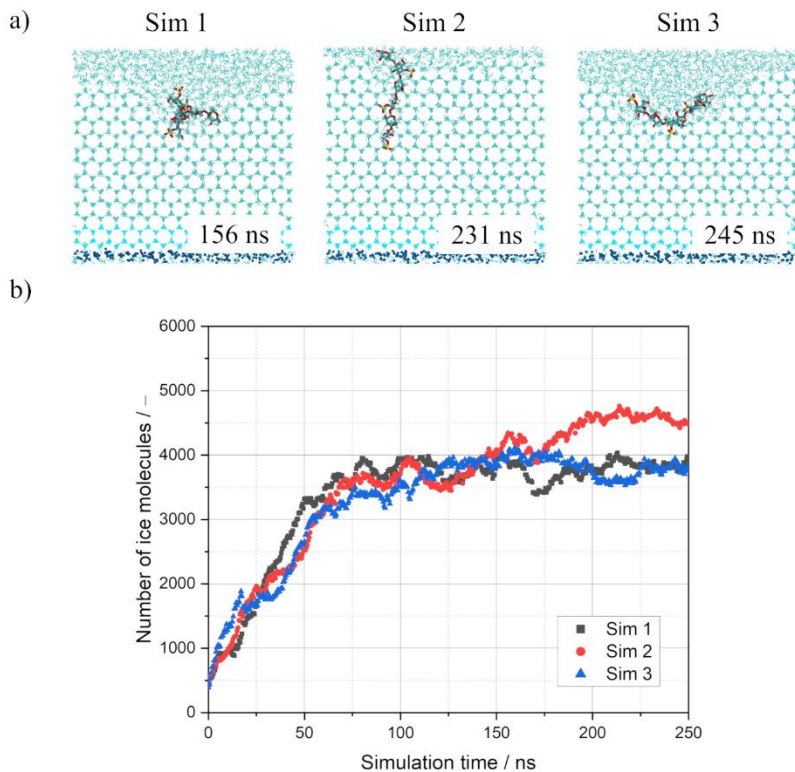 a)
Sim 1 Sim 2 Sim 3
156 ns 231 ns 245 ns
b)
6000
5000
4000
3000
2000
1000
0
Number of ice molecules / –
Sim 1
Sim 2
Sim 3
0 50 100 150 200 250
Simulation time / ns